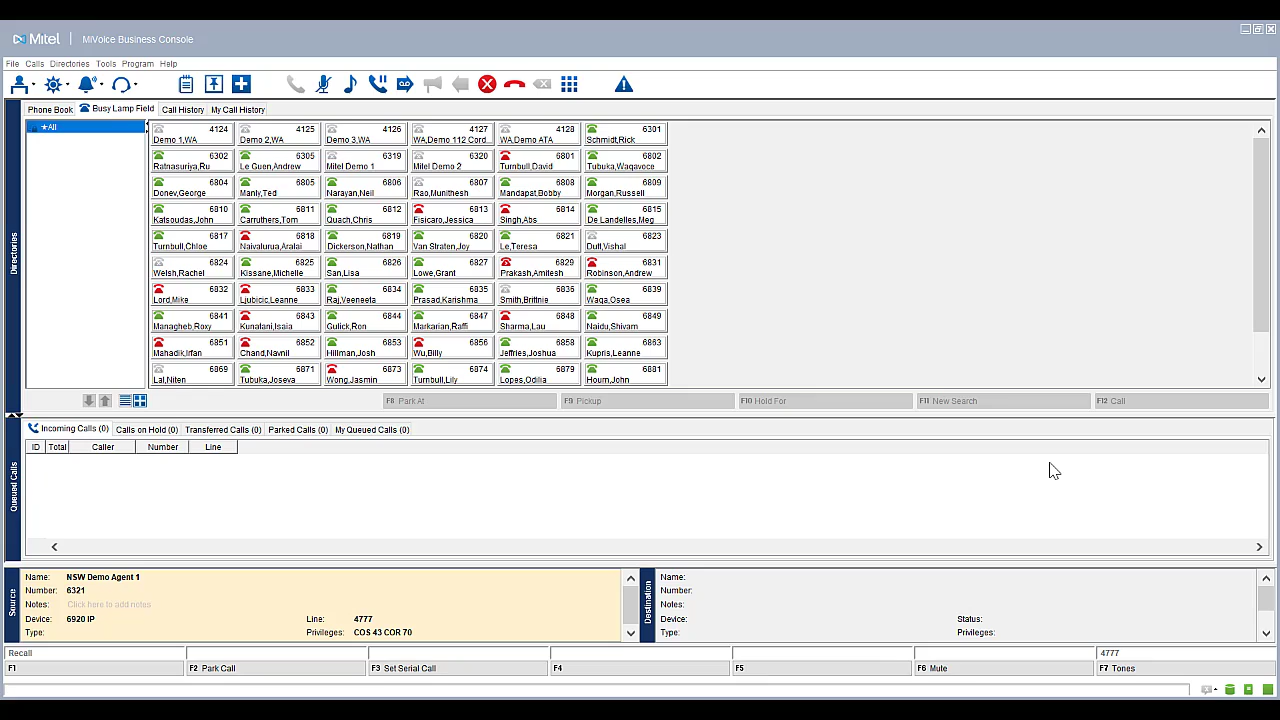 Mitel | MiVoice Business Console
File Calls Directories Tools Program Help
Phone Book Busy Lamp Field Call History My Call History
★All
4124 4125 4126 4127 4128 6301
Demo 1,WA Demo 2,WA Demo 3,WA WA,Demo 112 Cord... WA,Demo ATA Schmidt,Rick
6302 6305 6319 6320 6801 6802
Ratnasuriya,Ru Le Guen,Andrew Mitel Demo 1 Mitel Demo 2 Turnbull,David Tubuka,Waqavoce
6804 6805 6806 6807 6808 6809
Donev,George Manly,Ted Narayan,Neil Rao,Munithesh Mandapat,Bobby Morgan,Russell
6810 6811 6812 6813 6814 6815
Katsoudas,John Carruthers,Tom Quach,Chris Fisicaro,Jessica Singh,Abs De Landelles,Meg
6817 6818 6819 6820 6821 6823
Turnbull,Chloe Naivalurua,Aralai Dickerson,Nathan Van Straten,Joy Le,Teresa Dutt,Vishal
6824 6825 6826 6827 6829 6831
Welsh,Rachel Kissane,Michelle San,Lisa Lowe,Grant Prakash,Amitesh Robinson,Andrew
6832 6833 6834 6835 6836 6839
Lord,Mike Ljubicic,Leanne Raj,Veeneeta Prasad,Karishma Smith,Brittnie Waqa,Osea
6841 6843 6844 6847 6848 6849
Managheb,Roxy Kunatani,Isaia Gulick,Ron Markarian,Raffi Sharma,Lau Naidu,Shivam
6851 6852 6853 6856 6858 6863
Mahadik,Irfan Chand,Navnil Hillman,Josh Wu,Billy Jeffries,Joshua Kupris,Leanne
6869 6871 6873 6874 6879 6881
Lal,Niten Tubuka,Joseva Wong,Jasmin Turnbull,Lily Lopes,Odilia Hourn,John
Directories
F8 Park At F9 Pickup F10 Hold For F11 New Search F12 Call
Incoming Calls (0) Calls on Hold (0) Transferred Calls (0) Parked Calls (0) My Queued Calls (0)
ID Total Caller Number Line
Queued Calls
Source
Name: NSW Demo Agent 1
Number: 6321
Notes: Click here to add notes
Device: 6920 IP Line: 4777
Type: Privileges: COS 43 COR 70
Destination
Name:
Number:
Notes:
Device: Status:
Type: Privileges:
Recall 4777
F1 F2 Park Call F3 Set Serial Call F4 F5 F6 Mute F7 Tones